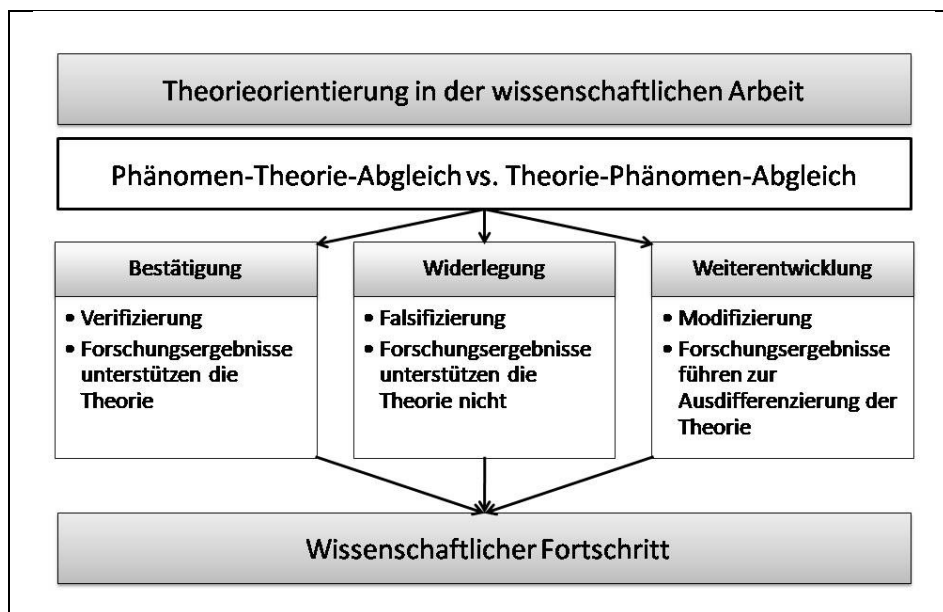 Theorieorientierung in der wissenschaftlichen Arbeit
Phänomen-Theorie-Abgleich vs. Theorie-Phänomen-Abgleich
Bestätigung
• Verifizierung
• Forschungsergebnisse
unterstützen die
Theorie
Widerlegung
• Falsifizierung
• Forschungsergebnisse
unterstützen die
Theorie nicht
Weiterentwicklung
• Modifizierung
• Forschungsergebnisse
führen zur
Ausdifferenzierung der
Theorie
Wissenschaftlicher Fortschritt